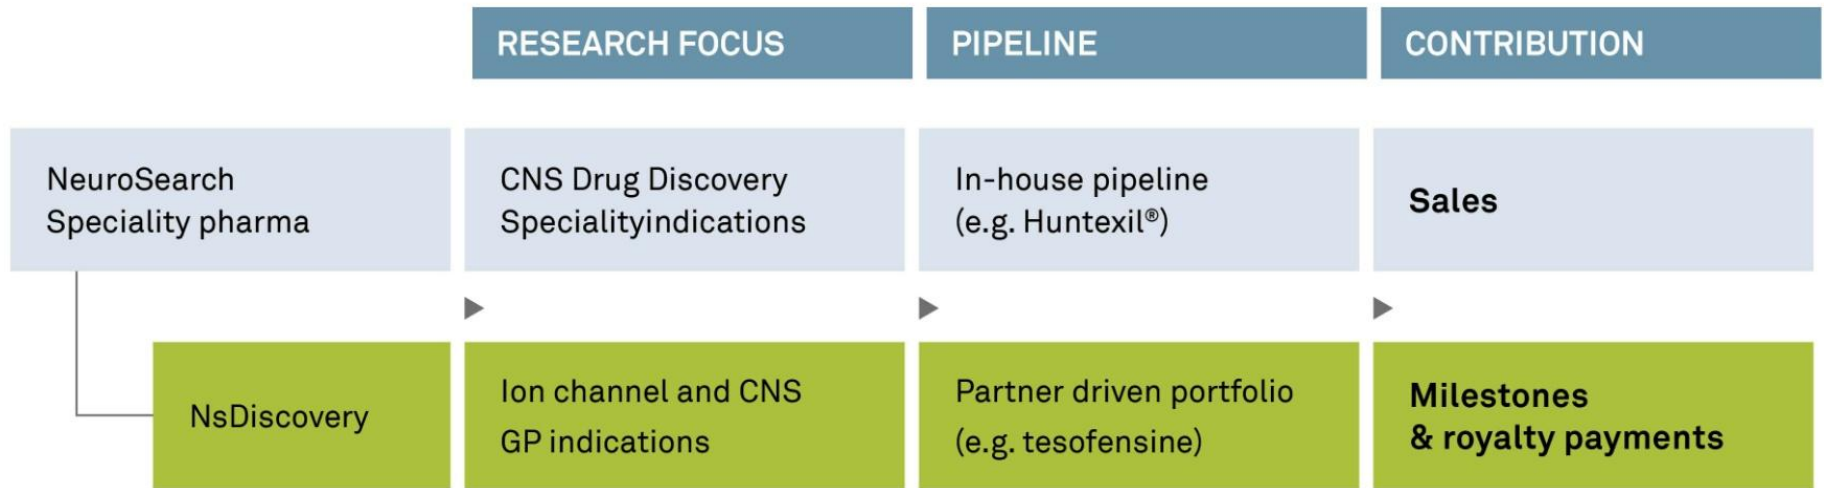 RESEARCH FOCUS
PIPELINE
CONTRIBUTION
NeuroSearch
Speciality pharma
CNS Drug Discovery
Specialityindications
In-house pipeline
(e.g. Huntexil®)
Sales
NsDiscovery
Ion channel and CNS
GP indications
Partner driven portfolio
(e.g. tesofensine)
Milestones
& royalty payments